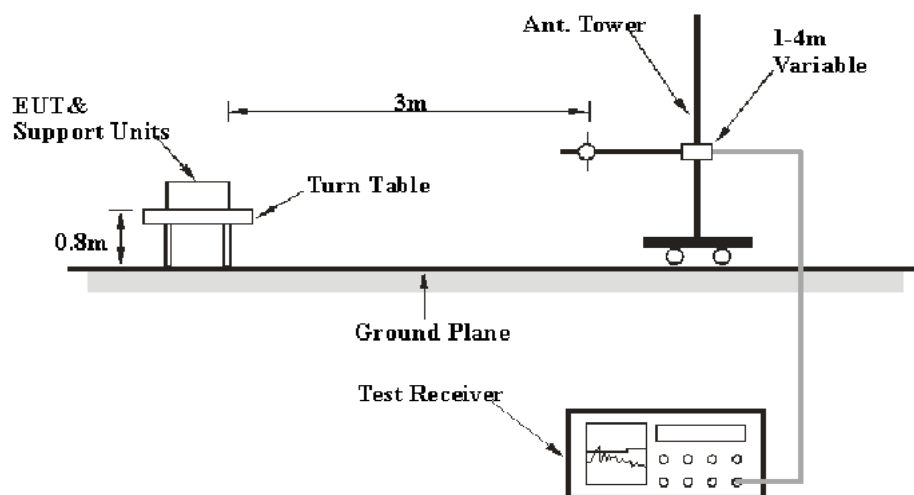 Ant. Tower
1-4m
Variable
EUT&
Support Units
3m
Turn Table
0.8m
Ground Plane
Test Receiver